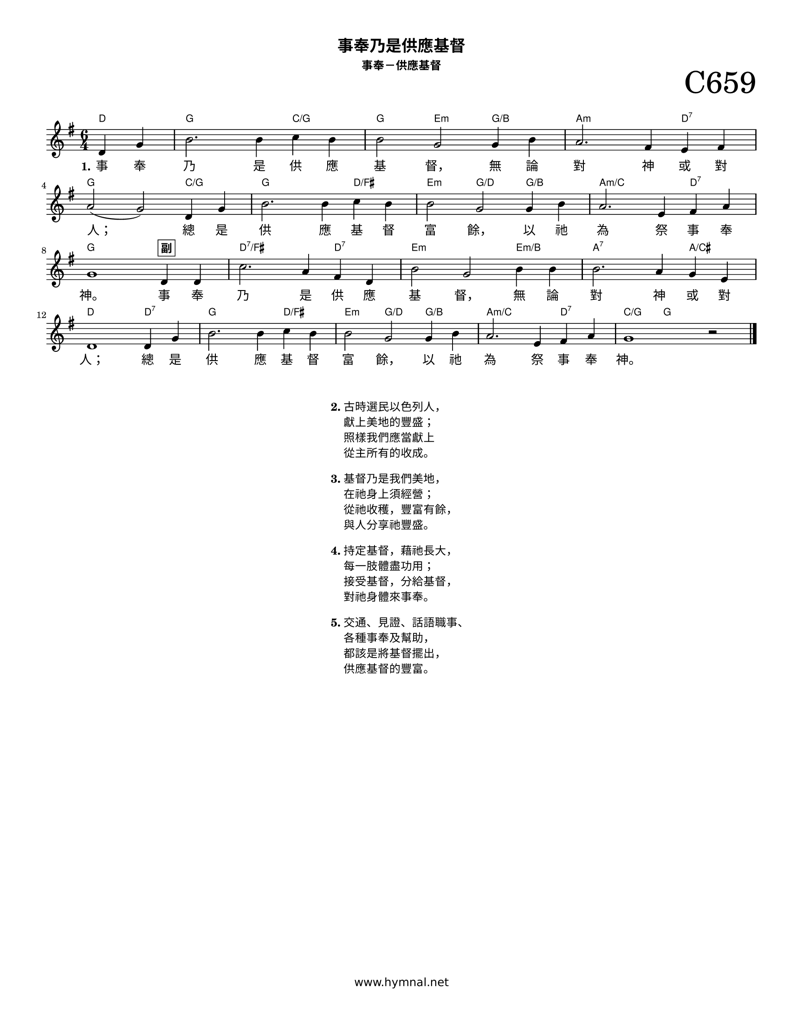 事奉乃是供應基督
事奉－供應基督
C659
D G C/G G Em G/B Am D7
1. 事 奉 乃 是 供 應 基 督， 無 論 對 神 或 對
4 G C/G G D/F♯ Em G/D G/B Am/C D7
人； 總 是 供 應 基 督 富 餘， 以 祂 為 祭 事 奉
8 G 副 D7/F♯ D7 Em Em/B A7 A/C♯
神。 事 奉 乃 是 供 應 基 督， 無 論 對 神 或 對
12 D D7 G D/F♯ Em G/D G/B Am/C D7 C/G G
人； 總 是 供 應 基 督 富 餘， 以 祂 為 祭 事 奉 神。
2. 古時選民以色列人，
獻上美地的豐盛；
照樣我們應當獻上
從主所有的收成。
3. 基督乃是我們美地，
在祂身上須經營；
從祂收穫，豐富有餘，
與人分享祂豐盛。
4. 持定基督，藉祂長大，
每一肢體盡功用；
接受基督，分給基督，
對祂身體來事奉。
5. 交通、見證、話語職事、
各種事奉及幫助，
都該是將基督擺出，
供應基督的豐富。
www.hymnal.net